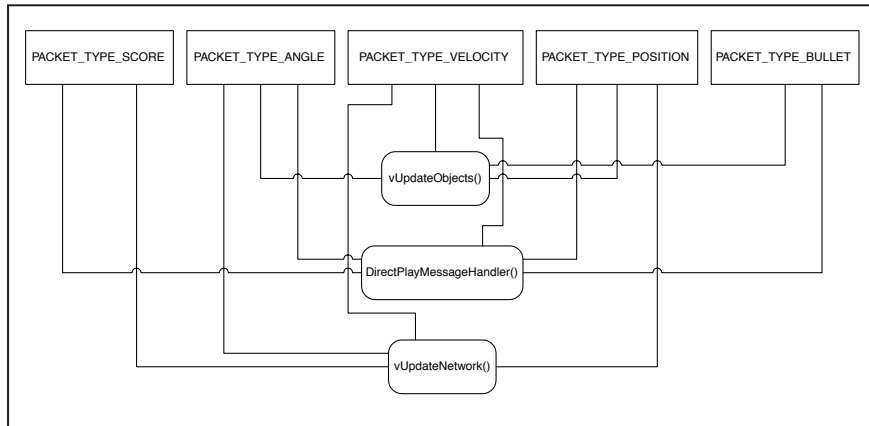 PACKET_TYPE_SCORE
PACKET_TYPE_ANGLE
PACKET_TYPE_VELOCITY
PACKET_TYPE_POSITION
PACKET_TYPE_BULLET
vUpdateObjects()
DirectPlayMessageHandler()
vUpdateNetwork()